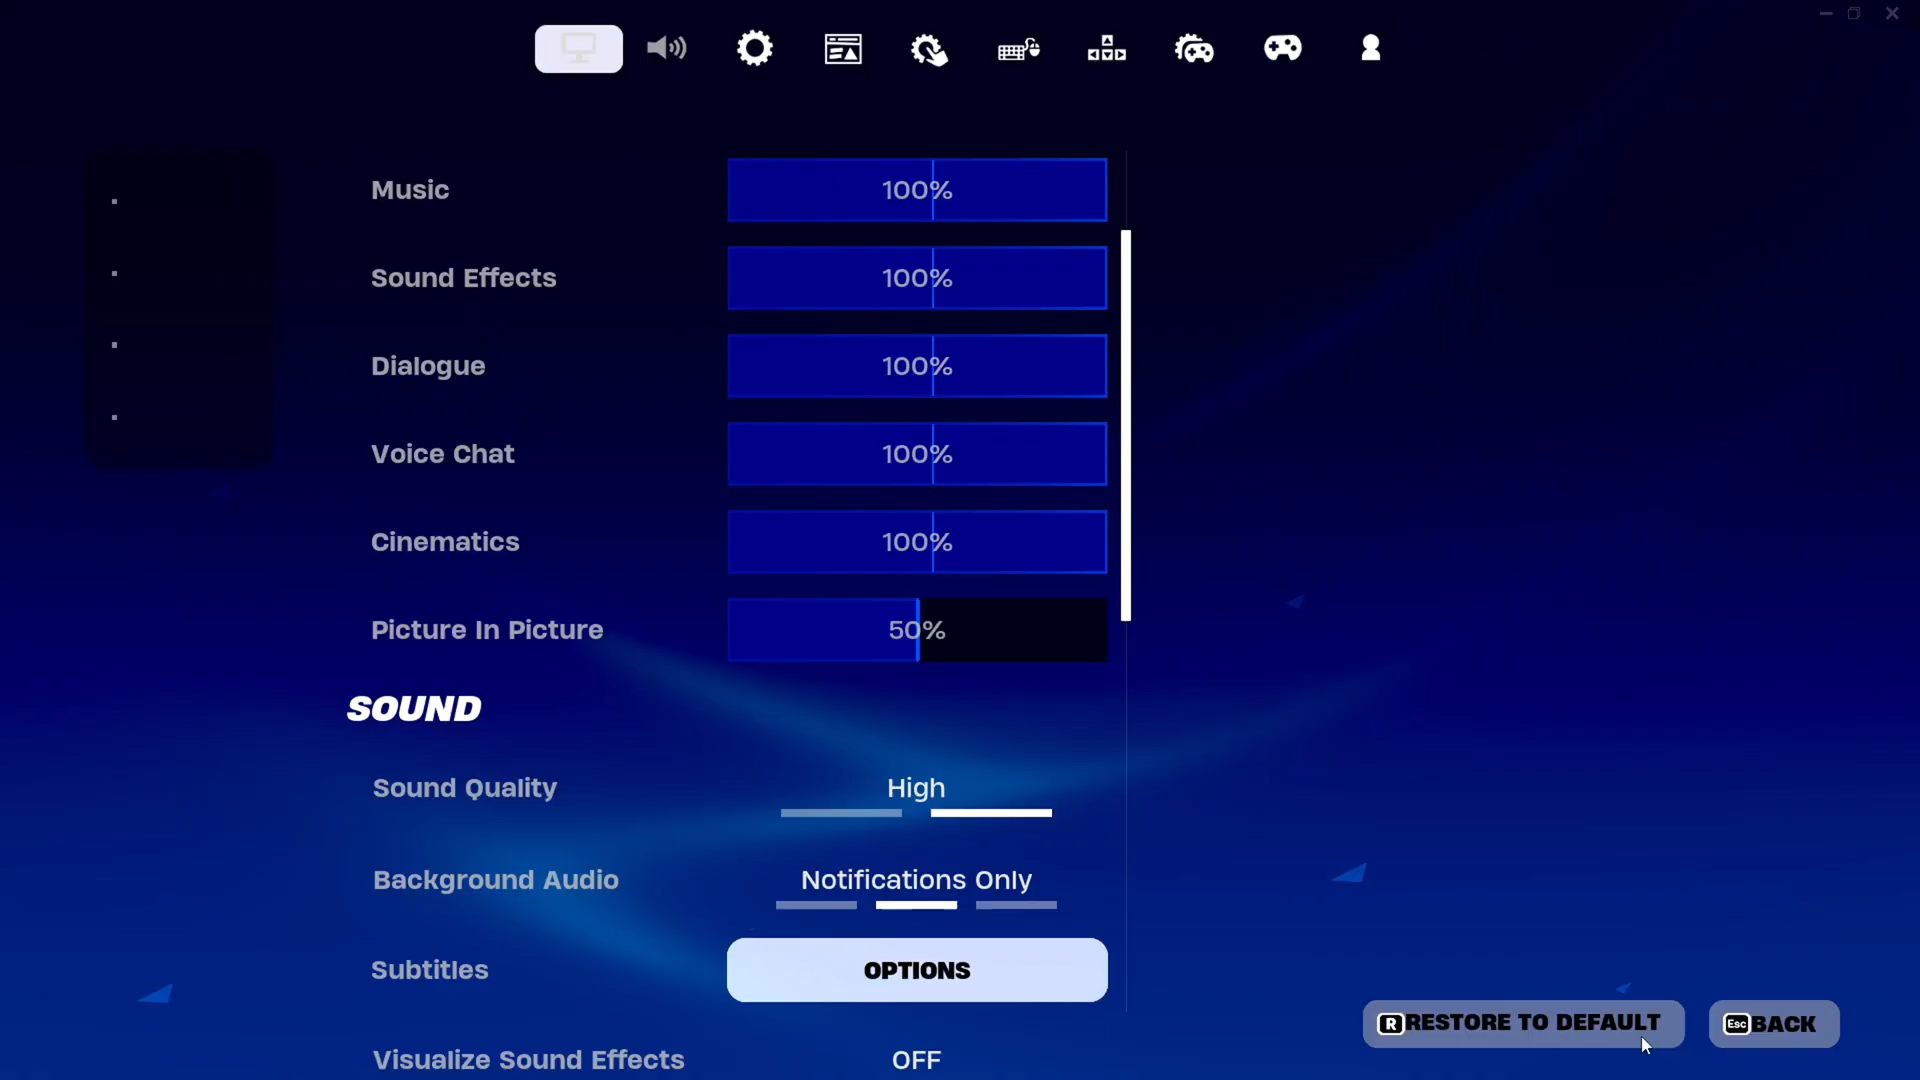 Music 100%
Sound Effects 100%
Dialogue 100%
Voice Chat 100%
Cinematics 100%
Picture In Picture 50%
SOUND
Sound Quality High
Background Audio Notifications Only
Subtitles OPTIONS
Visualize Sound Effects OFF
R RESTORE TO DEFAULT Esc BACK